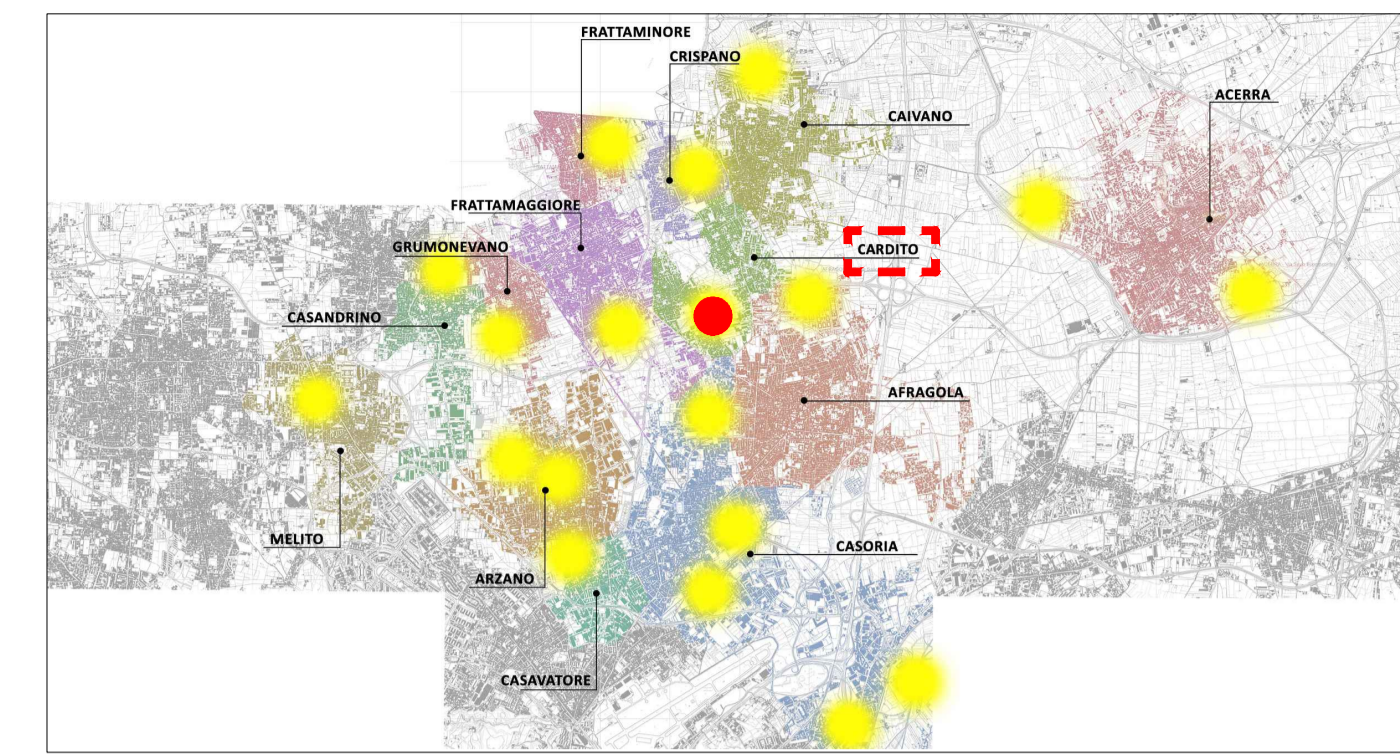 FRATTAMINORE
CRISPANO
ACERRA
CAIVANO
FRATTAMAGGIORE
GRUMONEVANO
CARDITO
CASANDRINO
AFRAGOLA
MELITO
CASORIA
ARZANO
CASAVATORE